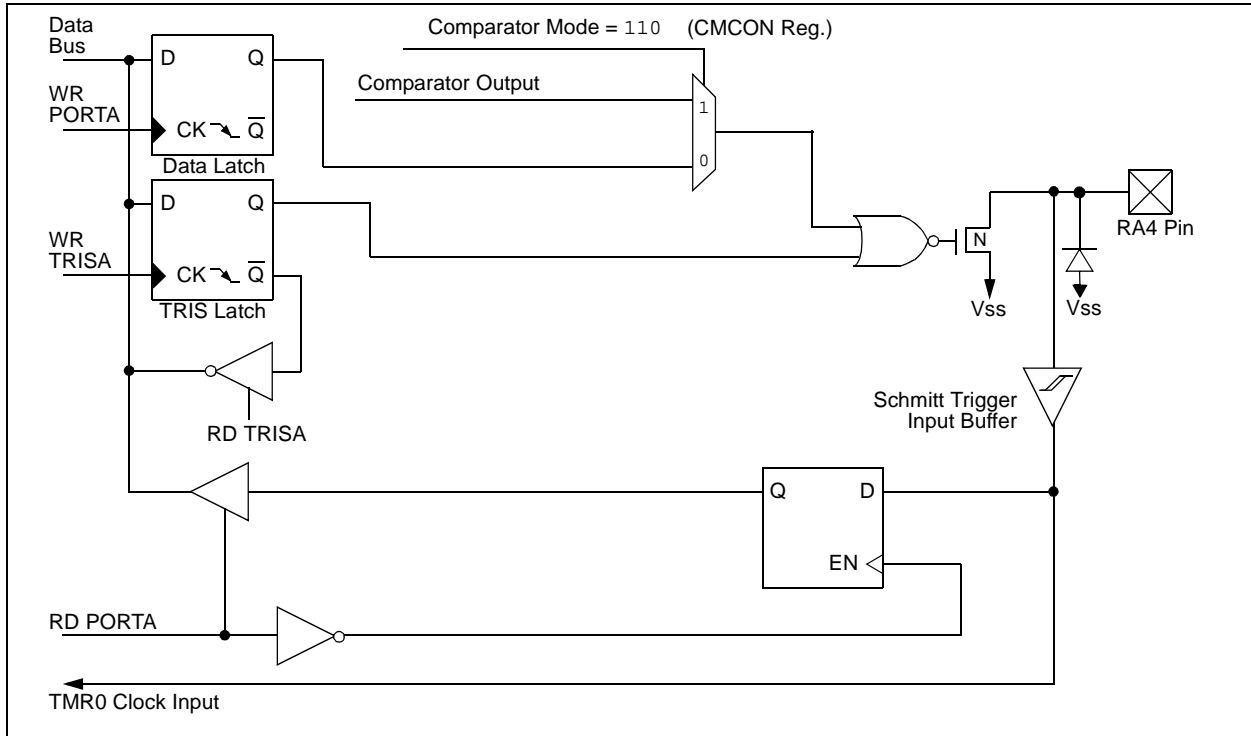 Data
Bus
Comparator Mode = 110 (CMCON Reg.)
D Q
Comparator Output
WR
PORTA
1
CK Q̅
Data Latch
0
D Q
RA4 Pin
WR
TRISA
N
CK Q̅
TRIS Latch
Vss
Vss
Schmitt Trigger
Input Buffer
RD TRISA
Q D
EN
RD PORTA
TMR0 Clock Input